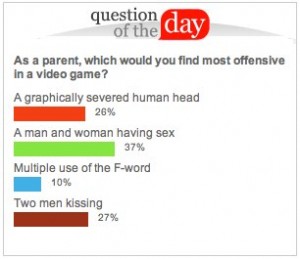 question
of the day
As a parent, which would you find most offensive
in a video game?
A graphically severed human head
26%
A man and woman having sex
37%
Multiple use of the F-word
10%
Two men kissing
27%